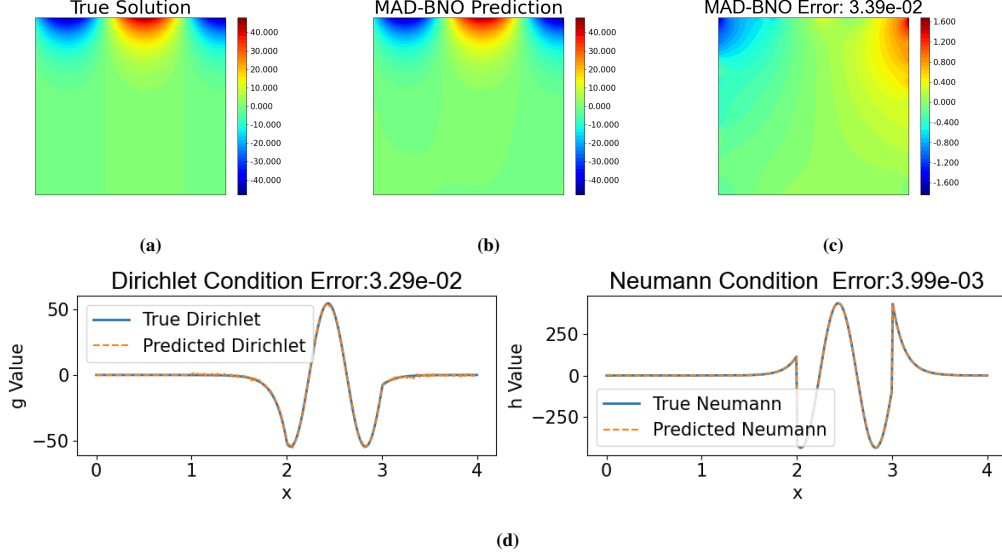 True Solution
40.000
30.000
20.000
10.000
0.000
-10.000
-20.000
-30.000
-40.000
(a)
MAD-BNO Prediction
40.000
30.000
20.000
10.000
0.000
-10.000
-20.000
-30.000
-40.000
(b)
MAD-BNO Error: 3.39e-02
1.600
1.200
0.800
0.400
0.000
-0.400
-0.800
-1.200
-1.600
(c)
Dirichlet Condition Error:3.29e-02
g Value
50
0
−50
True Dirichlet
Predicted Dirichlet
0 1 2 3 4
x
Neumann Condition Error:3.99e-03
h Value
250
0
−250
True Neumann
Predicted Neumann
0 1 2 3 4
x
(d)